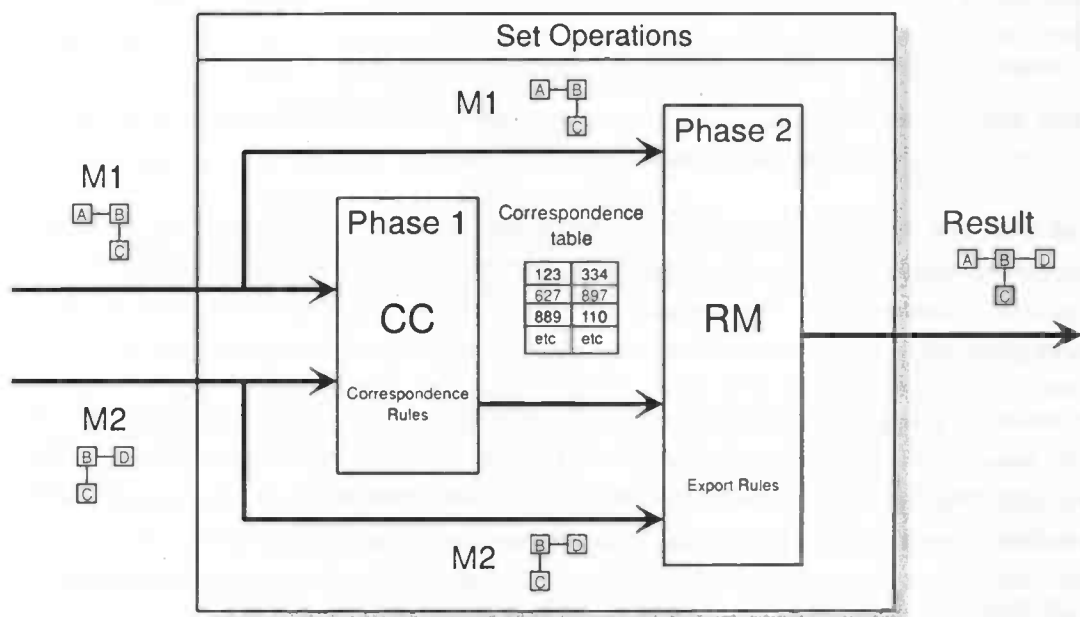 Set Operations
M1
A B
C
Phase 2
M1
A B
C
Phase 1
Correspondence
table
123 334
627 897
889 110
etc etc
CC
Correspondence
Rules
RM
Export Rules
Result
A B D
C
M2
B D
C
M2
B D
C